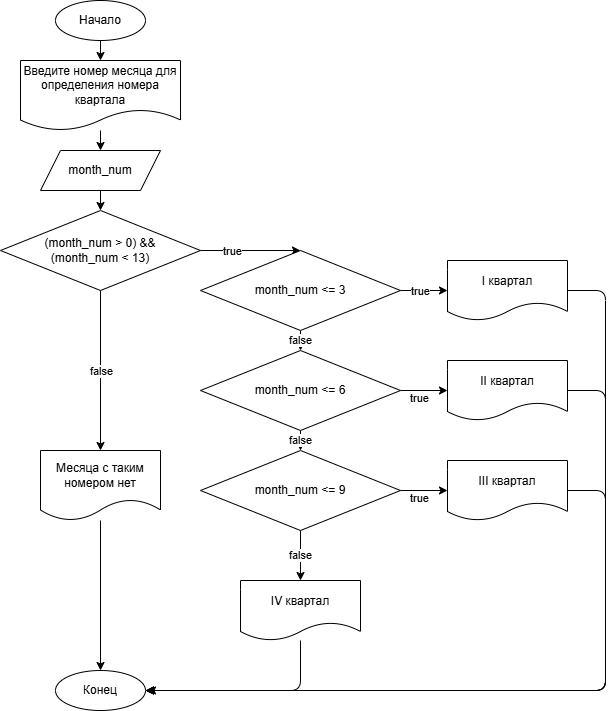 Начало
Введите номер месяца для
определения номера
квартала
month_num
(month_num > 0) &&
(month_num < 13)
true
month_num <= 3
true
I квартал
false
false
month_num <= 6
true
II квартал
false
Месяца с таким
номером нет
month_num <= 9
true
III квартал
false
IV квартал
Конец